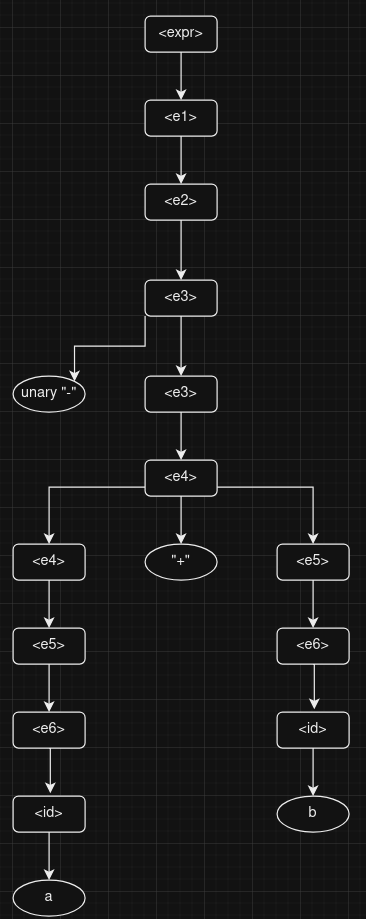 <expr>
<e1>
<e2>
<e3>
unary "-"
<e3>
<e4>
<e4>
"+"
<e5>
<e5>
<e6>
<e6>
<id>
<id>
b
a